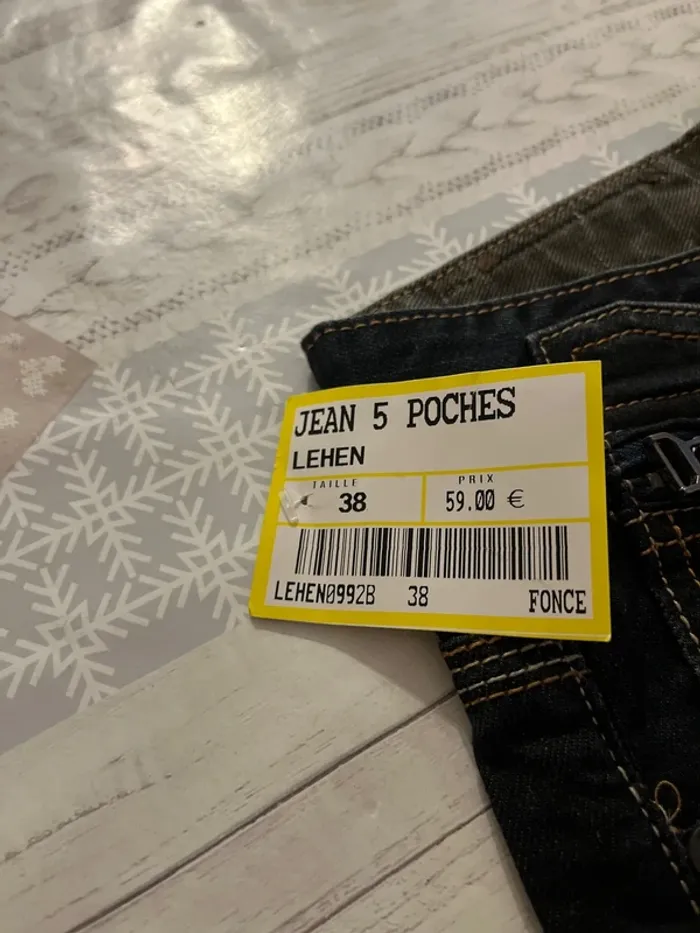 JEAN 5 POCHES
LEHEN
TAILLE PRIX
38 59.00 €
LEHEN0992B 38 FONCE